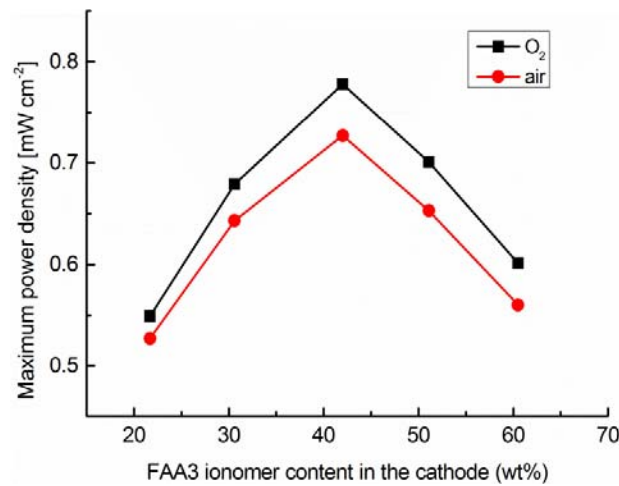 O₂
air
0.8
0.7
0.6
0.5
Maximum power density [mW cm⁻²]
20 30 40 50 60 70
FAA3 ionomer content in the cathode (wt%)